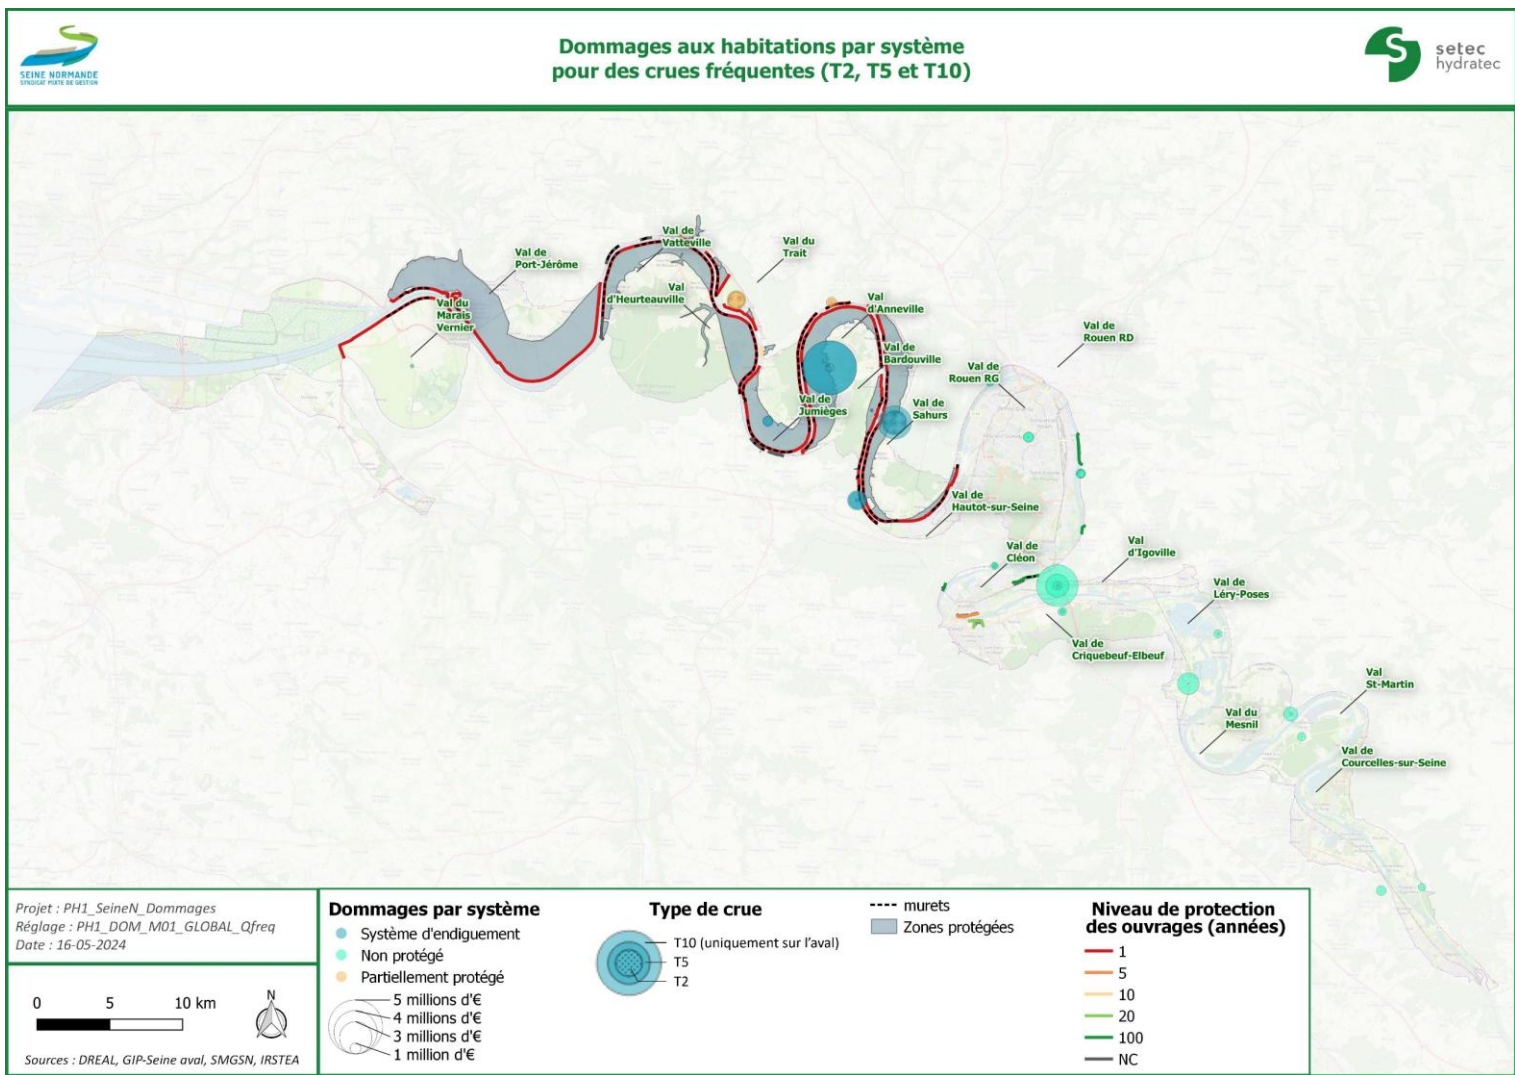 SEINE NORMANDE
SYNDICAT MIXTE DE GESTION
Dommages aux habitations par système
pour des crues fréquentes (T2, T5 et T10)
setec
hydratec
Val de
Port-Jérôme
Val de
Vatteville
Val du
Trait
Val
d'Heurteauville
Val du
Marais
Vernier
Val
d'Anneville
Val de
Bardouville
Val de
Jumièges
Val de
Sahurs
Val de
Rouen RG
Val de
Rouen RD
Val de
Hautot-sur-Seine
Val de
Cléon
Val
d'Igoville
Val de
Léry-Poses
Val de
Criquebeuf-Elbeuf
Val
St-Martin
Val du
Mesnil
Val de
Courcelles-sur-Seine
Projet : PH1_SeineN_Dommages
Réglage : PH1_DOM_M01_GLOBAL_Qfreq
Date : 16-05-2024
0 5 10 km
N
Sources : DREAL, GIP-Seine aval, SMGSN, IRSTEA
Dommages par système
Système d'endiguement
Non protégé
Partiellement protégé
5 millions d'€
4 millions d'€
3 millions d'€
1 million d'€
Type de crue
T10 (uniquement sur l'aval)
T5
T2
murets
Zones protégées
Niveau de protection
des ouvrages (années)
1
5
10
20
100
NC